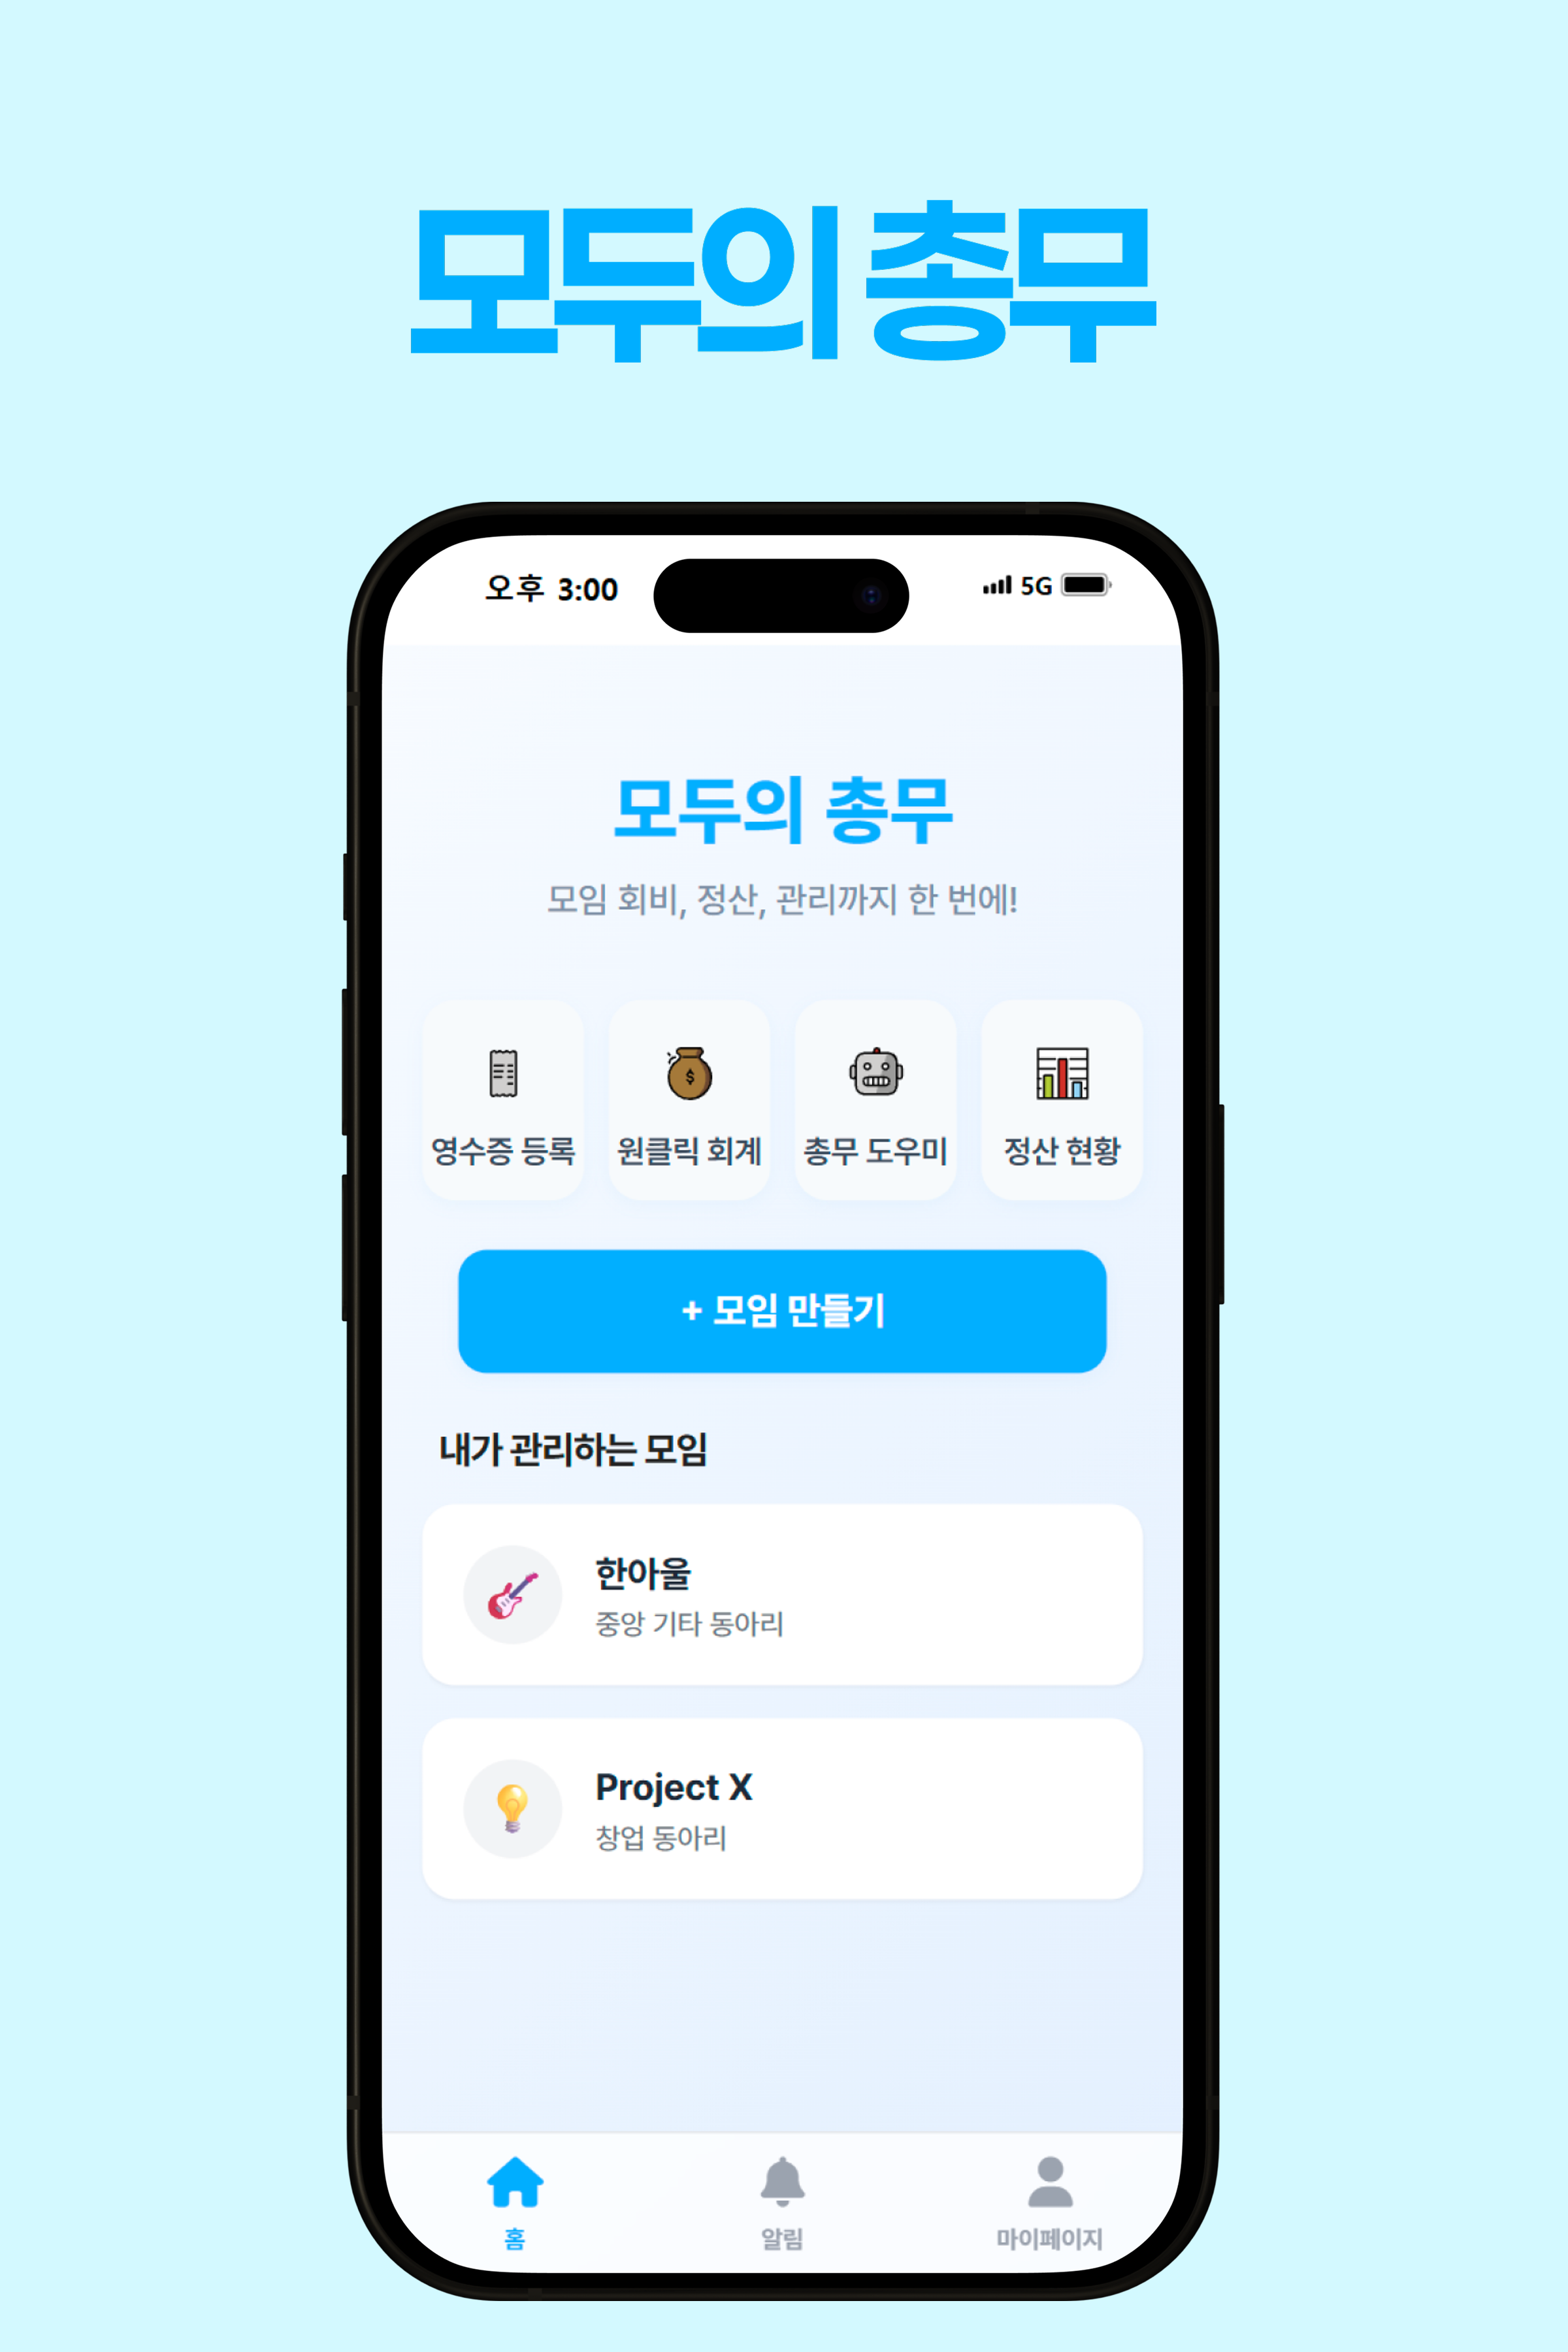 모두의 총무
오후 3:00
5G
모두의 총무
모임 회비, 정산, 관리까지 한 번에!
영수증 등록
$
원클릭 회계
총무 도우미
정산 현황
+ 모임 만들기
내가 관리하는 모임
한아울
중앙 기타 동아리
Project X
창업 동아리
홈
알림
마이페이지